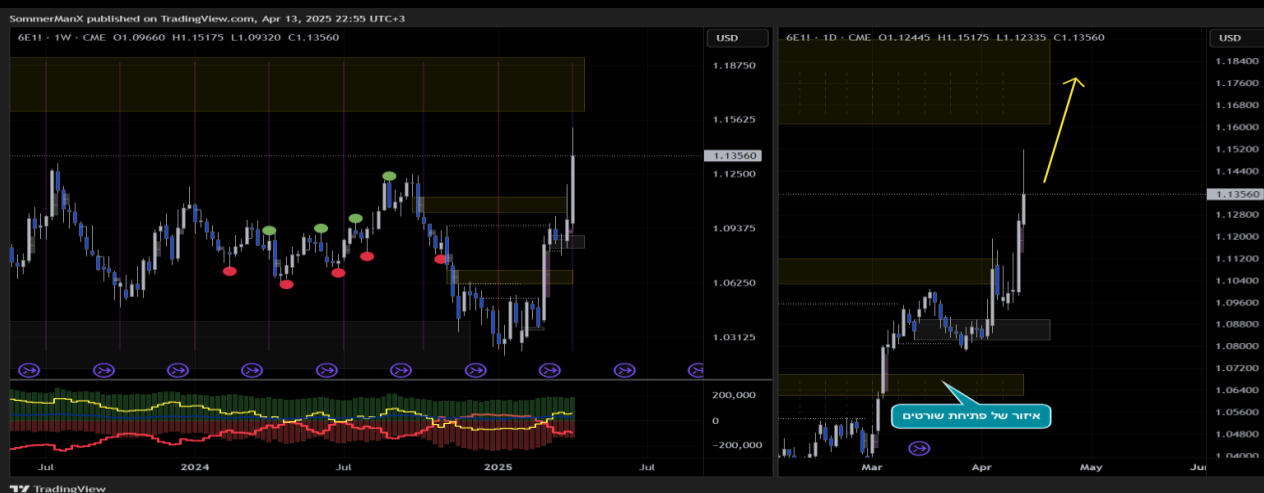 SommerManX published on TradingView.com, Apr 13, 2025 22:55 UTC+3
6E1! · 1W · CME O1.09660 H1.15175 L1.09320 C1.13560
USD
1.18750
1.15625
1.13560
1.12500
1.09375
1.06250
1.03125
200,000
0
−200,000
Jul
2024
Jul
2025
Jul
6E1! · 1D · CME O1.12445 H1.15175 L1.12335 C1.13560
USD
1.18400
1.17600
1.16800
1.16000
1.15200
1.14400
1.13560
1.12800
1.12000
1.11200
1.10400
1.09600
1.08800
1.08000
1.07200
1.06400
1.05600
1.04800
1.04000
איזור של פתיחת שורטים
Mar
Apr
May
TradingView